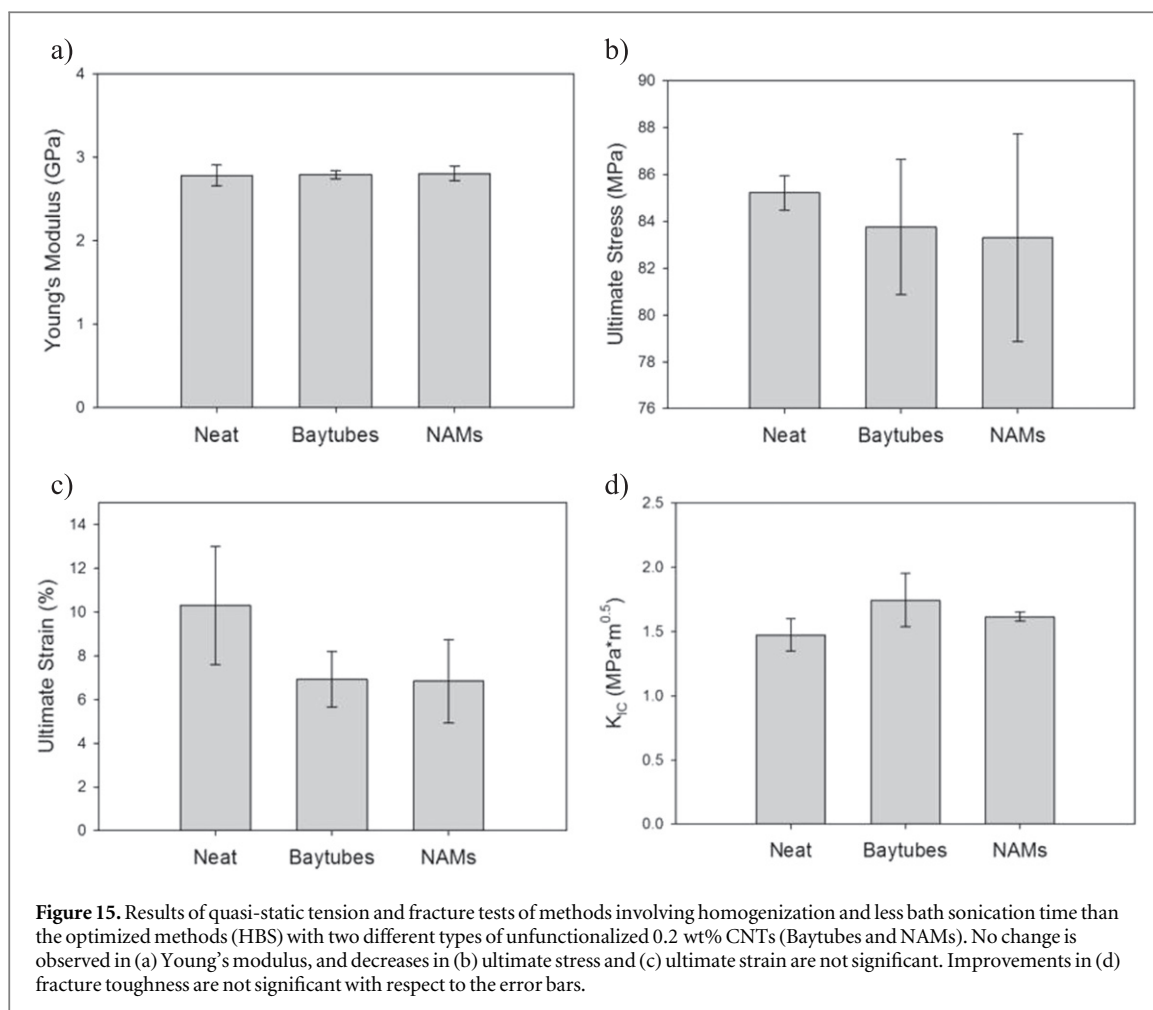 a)
4
3
2
1
0
Young's Modulus (GPa)
Neat Baytubes NAMs
b)
90
88
86
84
82
80
78
76
Ultimate Stress (MPa)
Neat Baytubes NAMs
c)
14
12
10
8
6
4
2
0
Ultimate Strain (%)
Neat Baytubes NAMs
d)
2.5
2.0
1.5
1.0
0.5
0.0
K_IC (MPa*m^0.5)
Neat Baytubes NAMs
Figure 15. Results of quasi-static tension and fracture tests of methods involving homogenization and less bath sonication time than
the optimized methods (HBS) with two different types of unfunctionalized 0.2 wt% CNTs (Baytubes and NAMs). No change is
observed in (a) Young's modulus, and decreases in (b) ultimate stress and (c) ultimate strain are not significant. Improvements in (d)
fracture toughness are not significant with respect to the error bars.